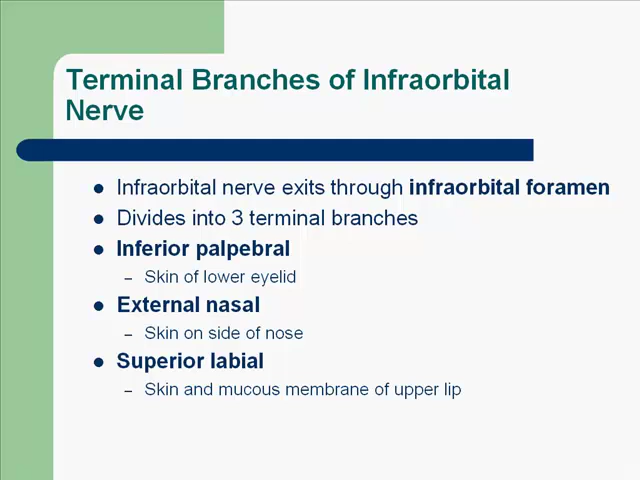 Terminal Branches of Infraorbital
Nerve
● Infraorbital nerve exits through infraorbital foramen
● Divides into 3 terminal branches
● Inferior palpebral
– Skin of lower eyelid
● External nasal
– Skin on side of nose
● Superior labial
– Skin and mucous membrane of upper lip